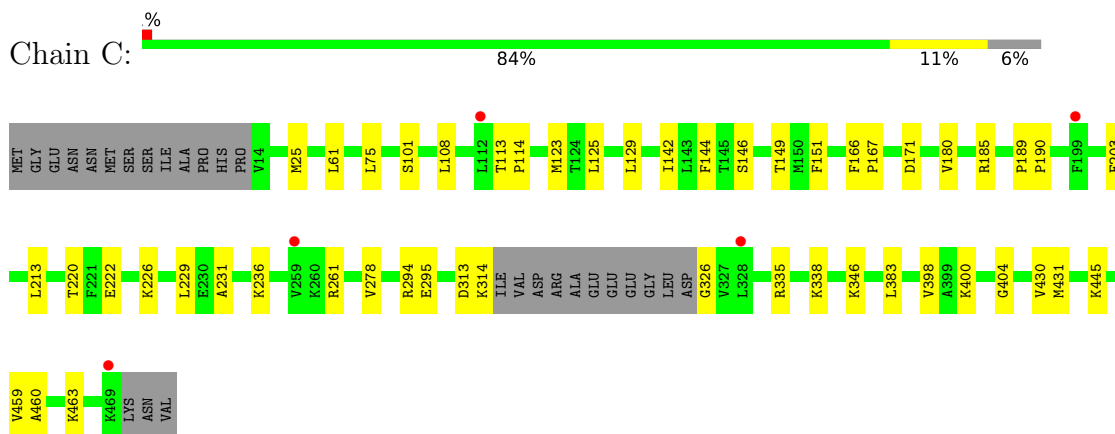 .%
Chain C:
84% 11% 6%
MET GLY GLU ASN ASN MET SER SER ILE ALA PRO HIS PRO V14 M25 L61 L75 S101 L108 L112 T113 P114 M123 T124 L125 L129 I142 L143 F144 T145 S146 T149 M150 F151 F166 P167 D171 V180 R185 P189 P190 F199
L213 T220 F221 E222 K226 L229 E230 A231 K236 V259 K260 R261 V278 R294 E295 D313 K314 ILE VAL ASP ARG ALA GLU GLU GLU GLY LEU ASP G326 V327 L328 R335 K338 K346 L383 V398 A399 K400 G404 V430 M431 K445
V459 A460 K463 K469 LYS ASN VAL